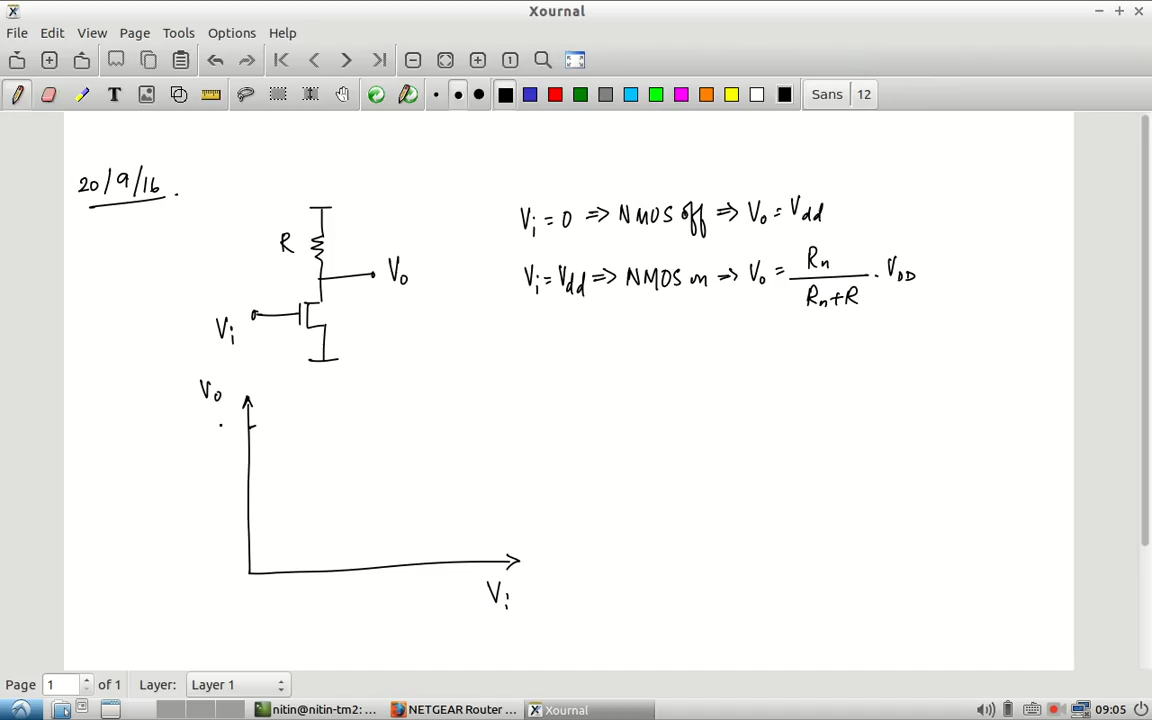 Xournal
File Edit View Page Tools Options Help
Sans 12
20/9/16.
R
Vo
Vi
Vi = 0 ⇒ NMOS off ⇒ Vo = Vdd
Vi = Vdd ⇒ NMOS on ⇒ Vo = Rn / Rn+R . VDD
Vo
Vi
Page 1 of 1 Layer: Layer 1
nitin@nitin-tm2: ... NETGEAR Router ... Xournal 09:05